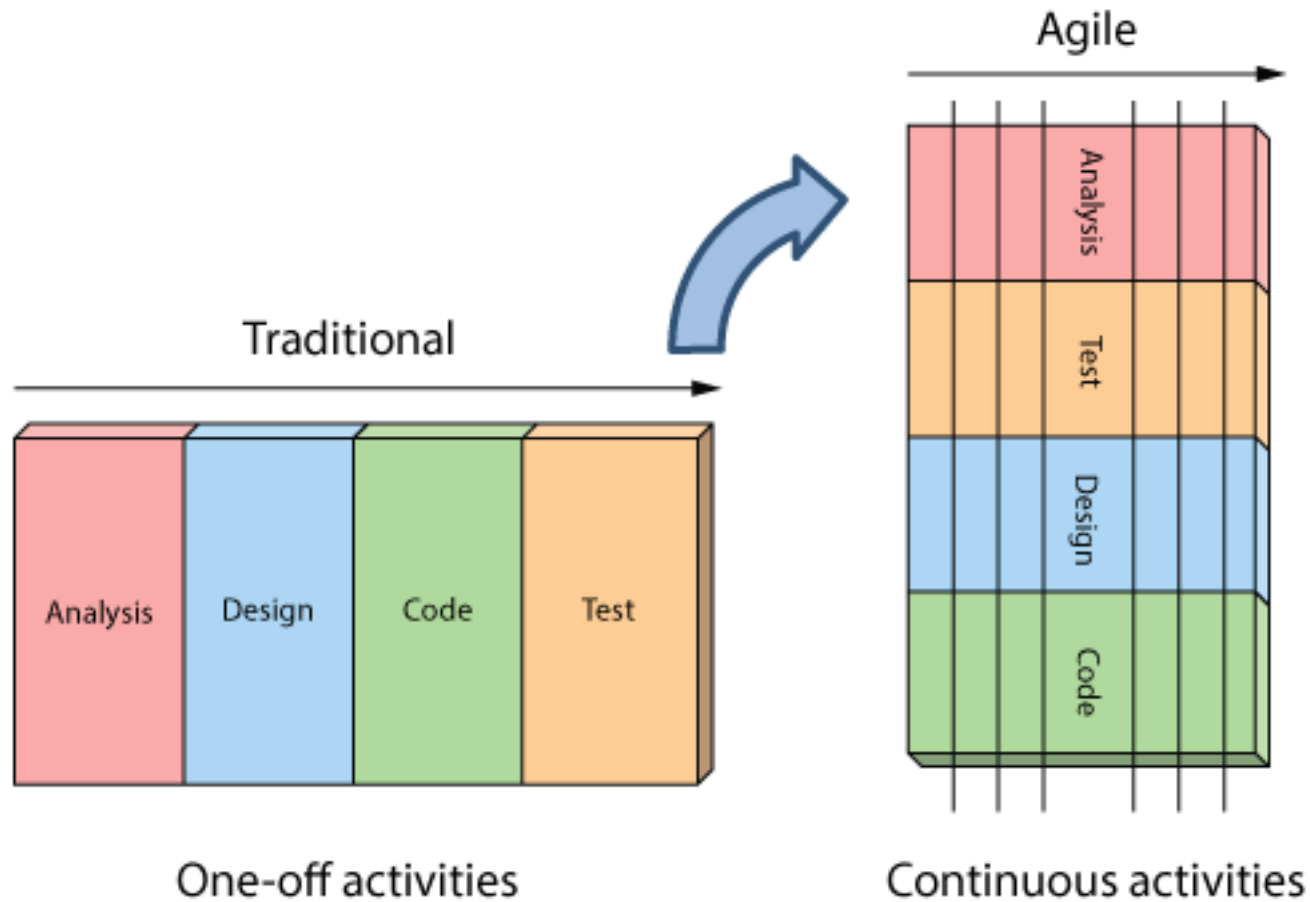 Agile
Analysis
Test
Design
Code
Traditional
Analysis
Design
Code
Test
One-off activities
Continuous activities